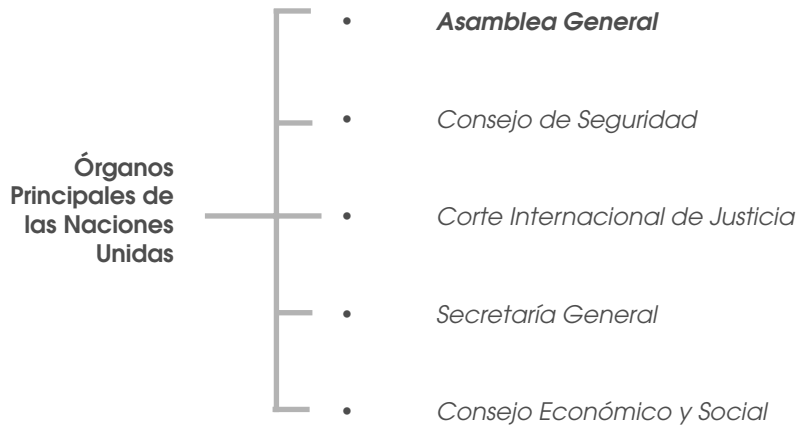 Órganos
Principales de
las Naciones
Unidas
• Asamblea General
• Consejo de Seguridad
• Corte Internacional de Justicia
• Secretaría General
• Consejo Económico y Social